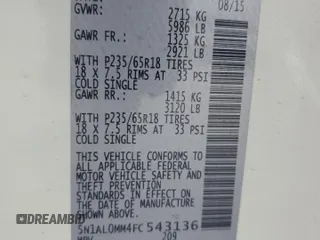 08/15
GVWR: 2715 KG
5986 LB
GAWR FR.: 1325 KG
2921 LB
WITH P235/65R18 TIRES
18 X 7.5 RIMS AT 33 PSI
COLD SINGLE
GAWR RR.: 1415 KG
3120 LB
WITH P235/65R18 TIRES
18 X 7.5 RIMS AT 33 PSI
COLD SINGLE
THIS VEHICLE CONFORMS TO
ALL APPLICABLE FEDERAL
MOTOR VEHICLE SAFETY AND
THEFT PREVENTION
STANDARDS IN EFFECT ON
THE DATE OF MANUFACTURE
SHOWN ABOVE.
5N1AL0MM4FC543136
MPV 209
DREAMBID